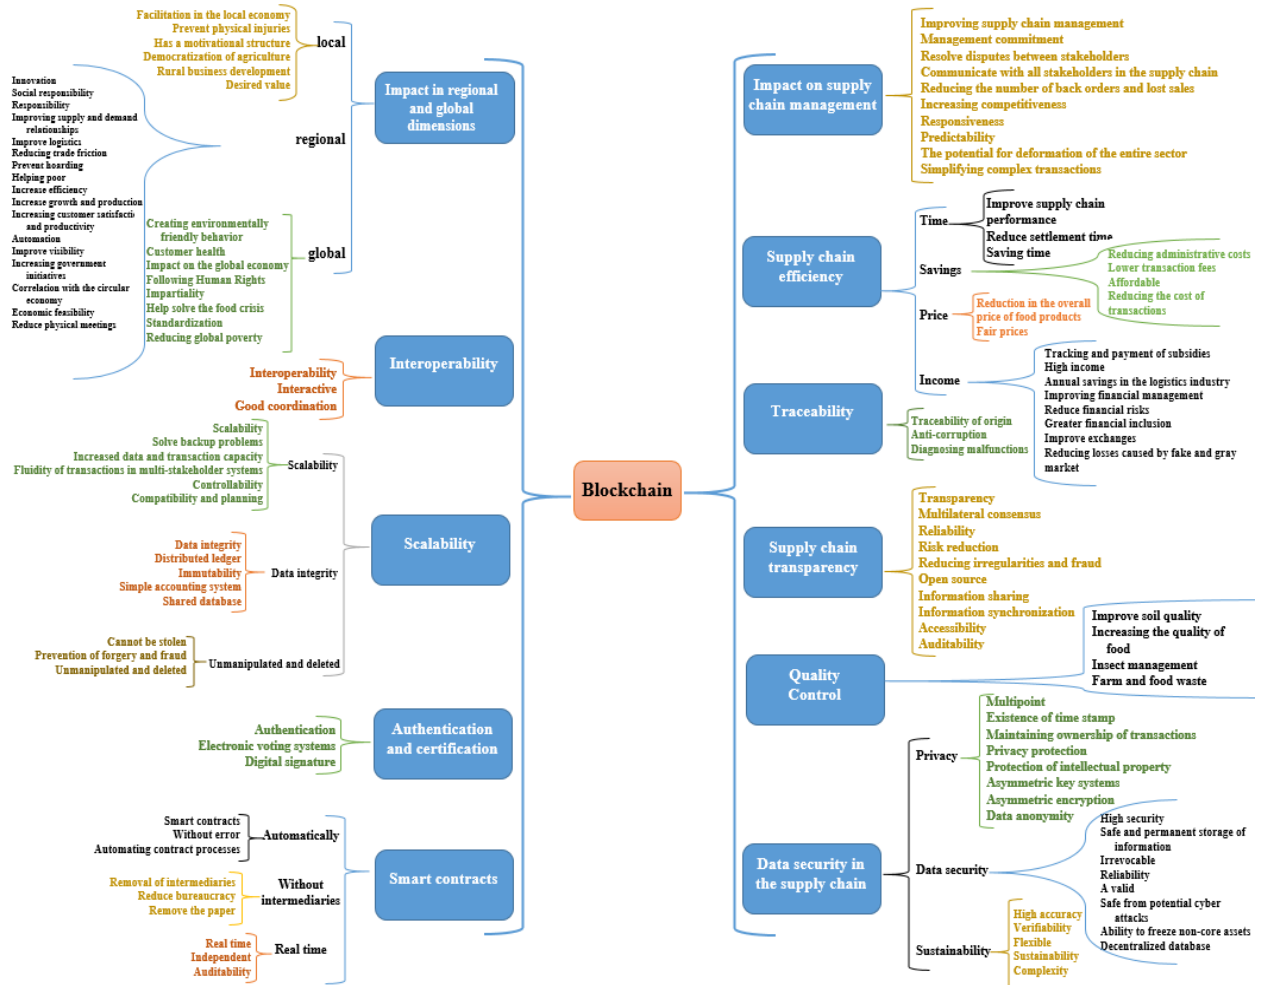 Blockchain
Impact in regional
and global
dimensions
local
Facilitation in the local economy
Prevent physical injuries
Has a motivational structure
Democratization of agriculture
Rural business development
Desired value
regional
Innovation
Social responsibility
Responsibility
Improving supply and demand
relationships
Improve logistics
Reducing trade friction
Prevent hoarding
Helping poor
Increase efficiency
Increase growth and production
Increasing customer satisfactio
and productivity
Automation
Improve visibility
Increasing government
initiatives
Correlation with the circular
economy
Economic feasibility
Reduce physical meetings
global
Creating environmentally
friendly behavior
Customer health
Impact on the global economy
Following Human Rights
Impartiality
Help solve the food crisis
Standardization
Reducing global poverty
Interoperability
Interoperability
Interactive
Good coordination
Scalability
Scalability
Scalability
Solve backup problems
Increased data and transaction capacity
Fluidity of transactions in multi-stakeholder systems
Controllability
Compatibility and planning
Data integrity
Data integrity
Distributed ledger
Immutability
Simple accounting system
Shared database
Unmanipulated and deleted
Cannot be stolen
Prevention of forgery and fraud
Unmanipulated and deleted
Authentication
and certification
Authentication
Electronic voting systems
Digital signature
Smart contracts
Automatically
Smart contracts
Without error
Automating contract processes
Without
intermediaries
Removal of intermediaries
Reduce bureaucracy
Remove the paper
Real time
Real time
Independent
Auditability
Impact on supply
chain management
Improving supply chain management
Management commitment
Resolve disputes between stakeholders
Communicate with all stakeholders in the supply chain
Reducing the number of back orders and lost sales
Increasing competitiveness
Responsiveness
Predictability
The potential for deformation of the entire sector
Simplifying complex transactions
Supply chain
efficiency
Time
Improve supply chain
performance
Reduce settlement time
Saving time
Savings
Reducing administrative costs
Lower transaction fees
Affordable
Reducing the cost of
transactions
Price
Reduction in the overall
price of food products
Fair prices
Income
Tracking and payment of subsidies
High income
Annual savings in the logistics industry
Improving financial management
Reduce financial risks
Greater financial inclusion
Improve exchanges
Reducing losses caused by fake and gray
market
Traceability
Traceability of origin
Anti-corruption
Diagnosing malfunctions
Supply chain
transparency
Transparency
Multilateral consensus
Reliability
Risk reduction
Reducing irregularities and fraud
Open source
Information sharing
Information synchronization
Accessibility
Auditability
Quality
Control
Improve soil quality
Increasing the quality of
food
Insect management
Farm and food waste
Data security in
the supply chain
Privacy
Multipoint
Existence of time stamp
Maintaining ownership of transactions
Privacy protection
Protection of intellectual property
Asymmetric key systems
Asymmetric encryption
Data anonymity
Data security
High security
Safe and permanent storage of
information
Irrevocable
Reliability
A valid
Safe from potential cyber
attacks
Ability to freeze non-core assets
Decentralized database
Sustainability
High accuracy
Verifiability
Flexible
Sustainability
Complexity